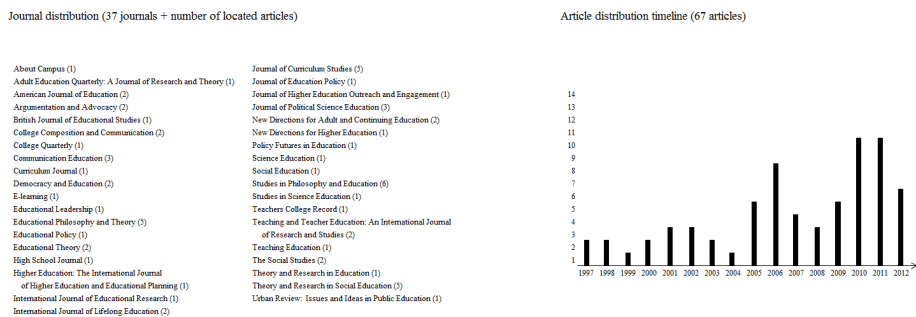 Journal distribution (37 journals + number of located articles)
About Campus (1)
Adult Education Quarterly: A Journal of Research and Theory (1)
American Journal of Education (2)
Argumentation and Advocacy (2)
British Journal of Educational Studies (1)
College Composition and Communication (2)
College Quarterly (1)
Communication Education (3)
Curriculum Journal (1)
Democracy and Education (2)
E-learning (1)
Educational Leadership (1)
Educational Philosophy and Theory (5)
Educational Policy (1)
Educational Theory (2)
High School Journal (1)
Higher Education: The International Journal
of Higher Education and Educational Planning (1)
International Journal of Educational Research (1)
International Journal of Lifelong Education (2)
Journal of Curriculum Studies (5)
Journal of Education Policy (1)
Journal of Higher Education Outreach and Engagement (1)
Journal of Political Science Education (3)
New Directions for Adult and Continuing Education (2)
New Directions for Higher Education (1)
Policy Futures in Education (1)
Science Education (1)
Social Education (1)
Studies in Philosophy and Education (6)
Studies in Science Education (1)
Teachers College Record (1)
Teaching and Teacher Education: An International Journal
of Research and Studies (2)
Teaching Education (1)
The Social Studies (2)
Theory and Research in Education (1)
Theory and Research in Social Education (5)
Urban Review: Issues and Ideas in Public Education (1)
Article distribution timeline (67 articles)
14
13
12
11
10
9
8
7
6
5
4
3
2
1
1997 1998 1999 2000 2001 2002 2003 2004 2005 2006 2007 2008 2009 2010 2011 2012